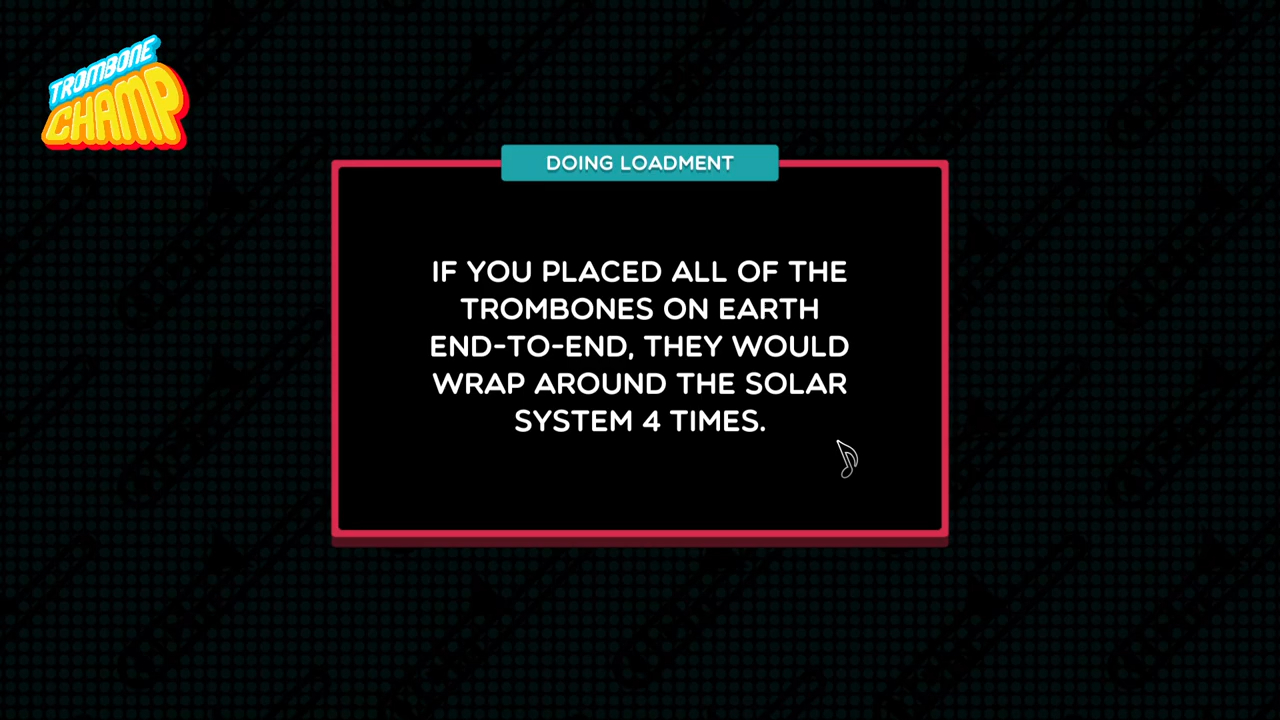 TROMBONE
CHAMP
DOING LOADMENT
IF YOU PLACED ALL OF THE
TROMBONES ON EARTH
END-TO-END, THEY WOULD
WRAP AROUND THE SOLAR
SYSTEM 4 TIMES.